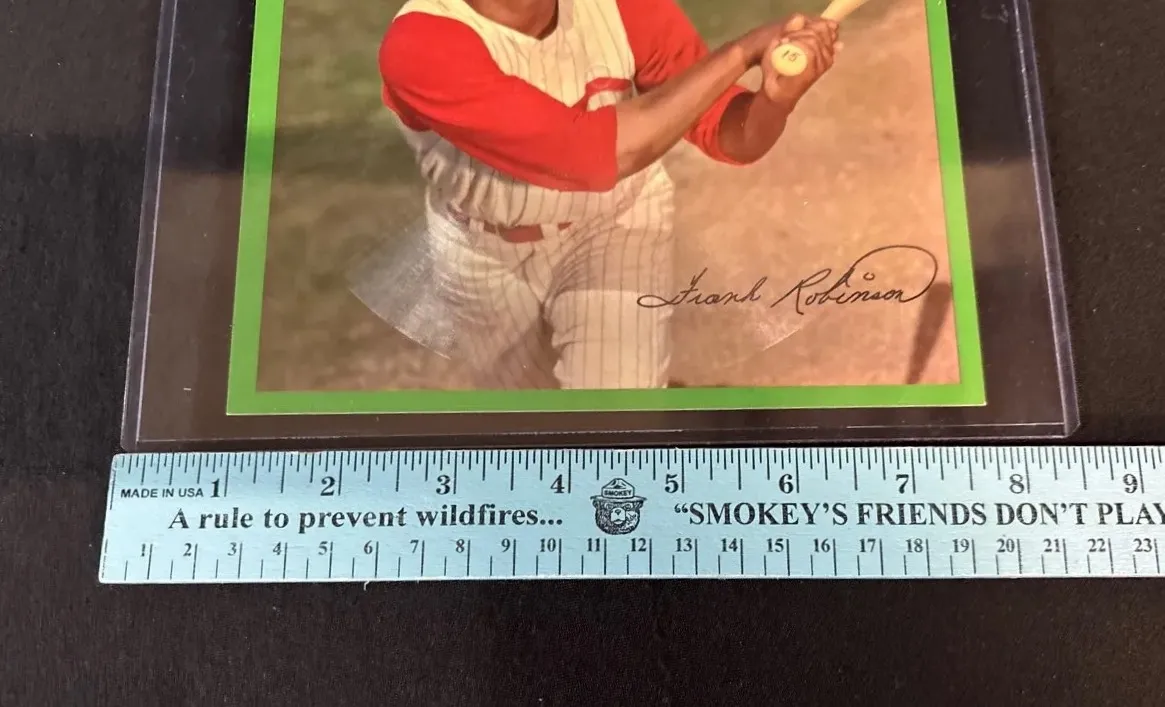 15
Frank Robinson
1 2 3 4 5 6 7 8 9
MADE IN USA
SMOKEY
A rule to prevent wildfires... “SMOKEY’S FRIENDS DON’T PLAY
1 2 3 4 5 6 7 8 9 10 11 12 13 14 15 16 17 18 19 20 21 22 23